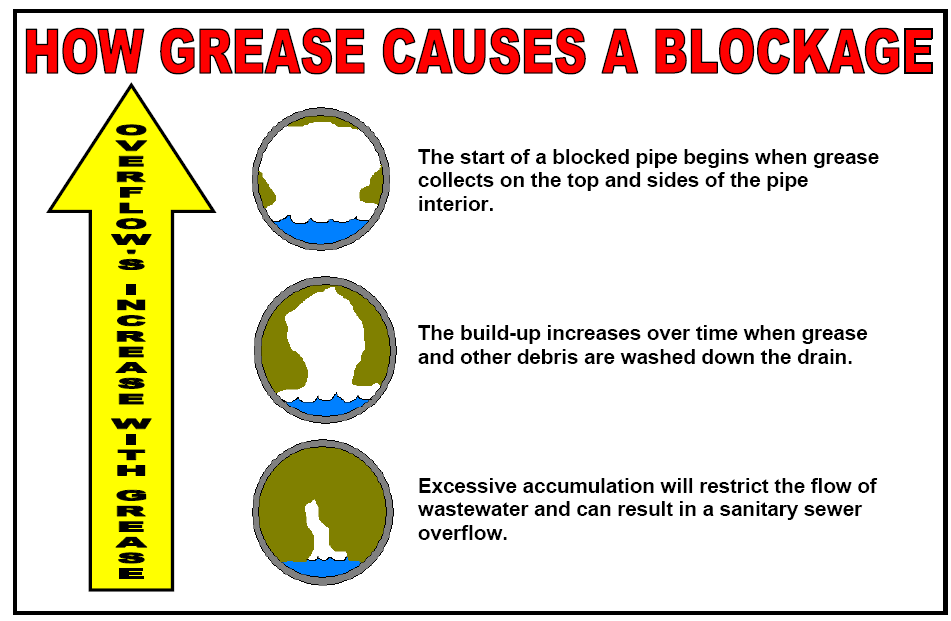 HOW GREASE CAUSES A BLOCKAGE
OVERFLOW'S INCREASE WITH GREASE
The start of a blocked pipe begins when grease
collects on the top and sides of the pipe
interior.
The build-up increases over time when grease
and other debris are washed down the drain.
Excessive accumulation will restrict the flow of
wastewater and can result in a sanitary sewer
overflow.